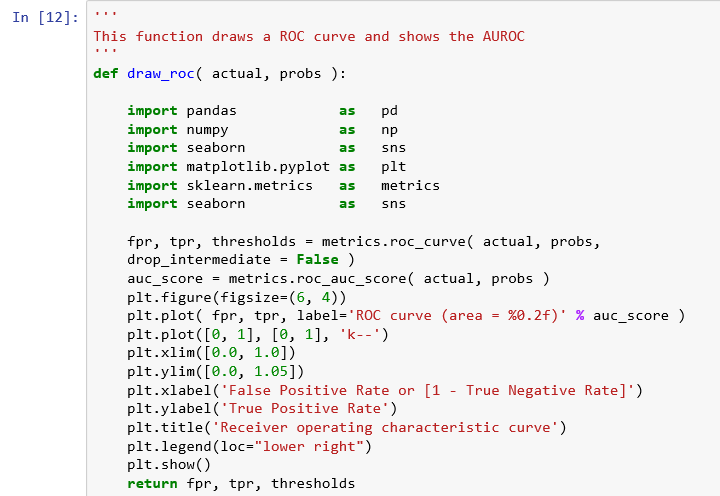 In [12]: '''
This function draws a ROC curve and shows the AUROC
'''
def draw_roc( actual, probs ):
import pandas as pd
import numpy as np
import seaborn as sns
import matplotlib.pyplot as plt
import sklearn.metrics as metrics
import seaborn as sns
fpr, tpr, thresholds = metrics.roc_curve( actual, probs,
drop_intermediate = False )
auc_score = metrics.roc_auc_score( actual, probs )
plt.figure(figsize=(6, 4))
plt.plot( fpr, tpr, label='ROC curve (area = %0.2f)' % auc_score )
plt.plot([0, 1], [0, 1], 'k--')
plt.xlim([0.0, 1.0])
plt.ylim([0.0, 1.05])
plt.xlabel('False Positive Rate or [1 - True Negative Rate]')
plt.ylabel('True Positive Rate')
plt.title('Receiver operating characteristic curve')
plt.legend(loc="lower right")
plt.show()
return fpr, tpr, thresholds